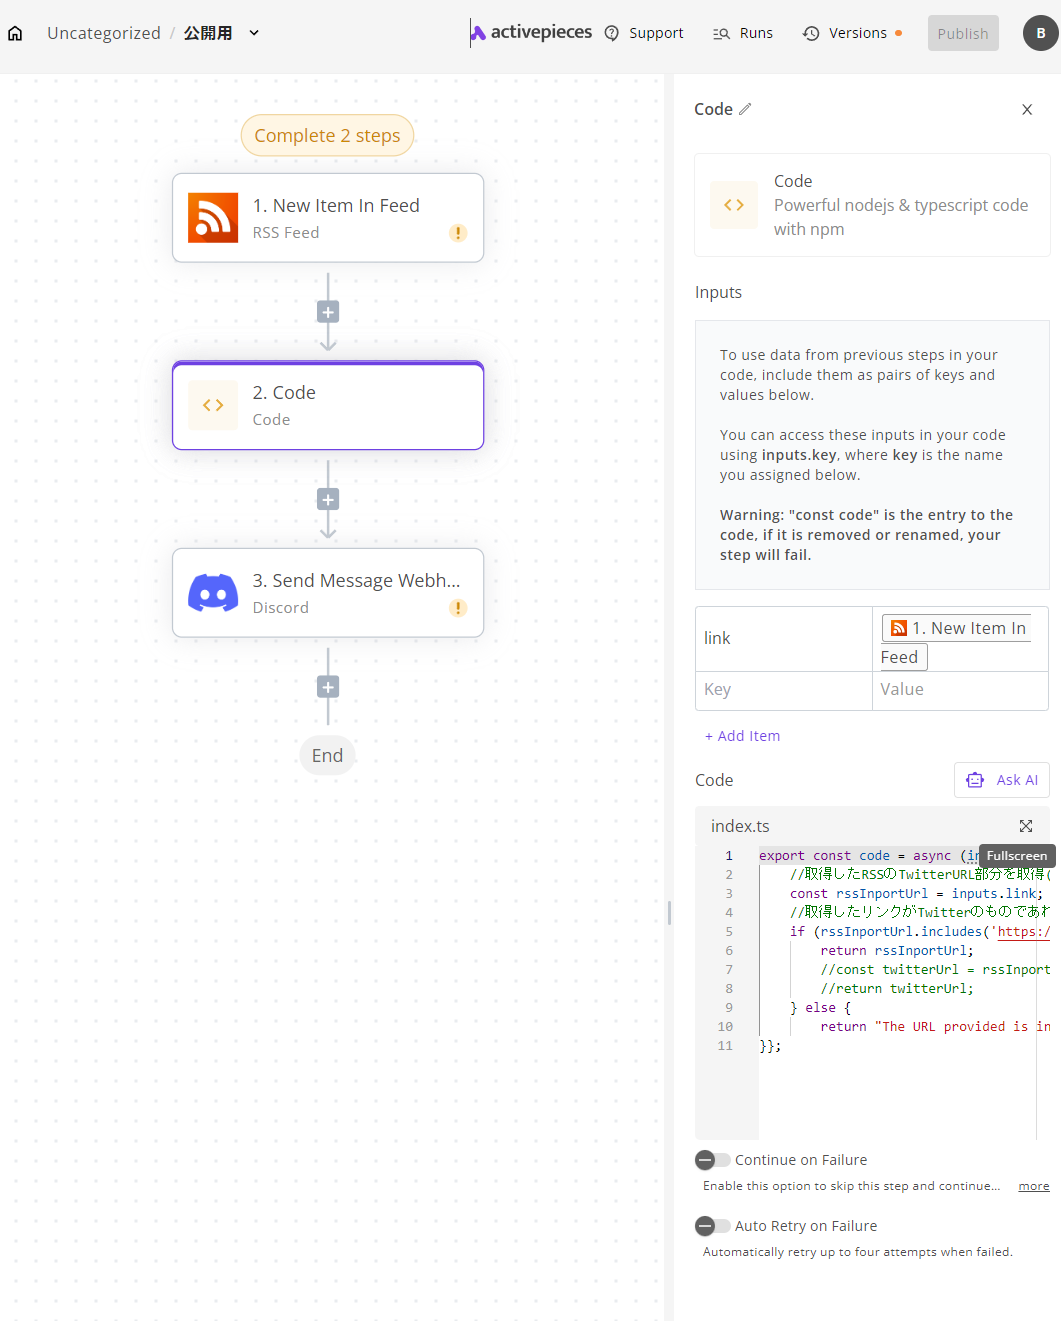 Uncategorized / 公開用
activepieces
Support
Runs
Versions
Publish
B
Complete 2 steps
1. New Item In Feed
RSS Feed
2. Code
Code
3. Send Message Webh...
Discord
End
Code
Code
Powerful nodejs & typescript code
with npm
Inputs
To use data from previous steps in your
code, include them as pairs of keys and
values below.
You can access these inputs in your code
using inputs.key, where key is the name
you assigned below.
Warning: "const code" is the entry to the
code, if it is removed or renamed, your
step will fail.
link
1. New Item In
Feed
Key
Value
+ Add Item
Code
Ask AI
index.ts
Fullscreen
1 export const code = async (in
2 //取得したRSSのTwitterURL部分を取得(
3 const rssInportUrl = inputs.link;
4 //取得したリンクがTwitterのものであれ
5 if (rssInportUrl.includes('https:/
6 return rssInportUrl;
7 //const twitterUrl = rssInport
8 //return twitterUrl;
9 } else {
10 return "The URL provided is in
11 }};
Continue on Failure
Enable this option to skip this step and continue... more
Auto Retry on Failure
Automatically retry up to four attempts when failed.